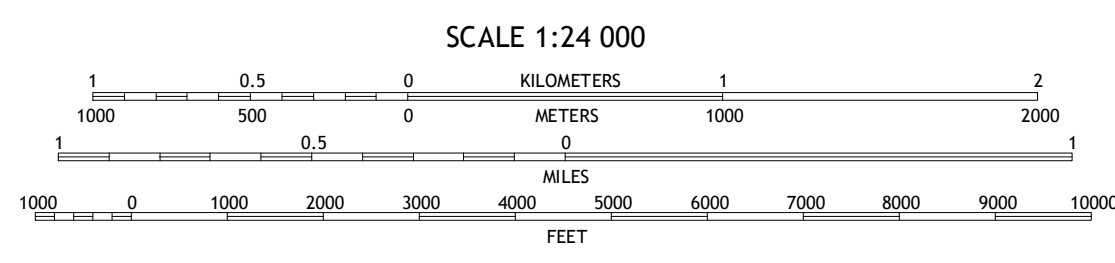 SCALE 1:24 000
1 0.5 0 KILOMETERS 1 2
1000 500 0 METERS 1000 2000
1 0.5 0 1
MILES
1000 0 1000 2000 3000 4000 5000 6000 7000 8000 9000 10000
FEET